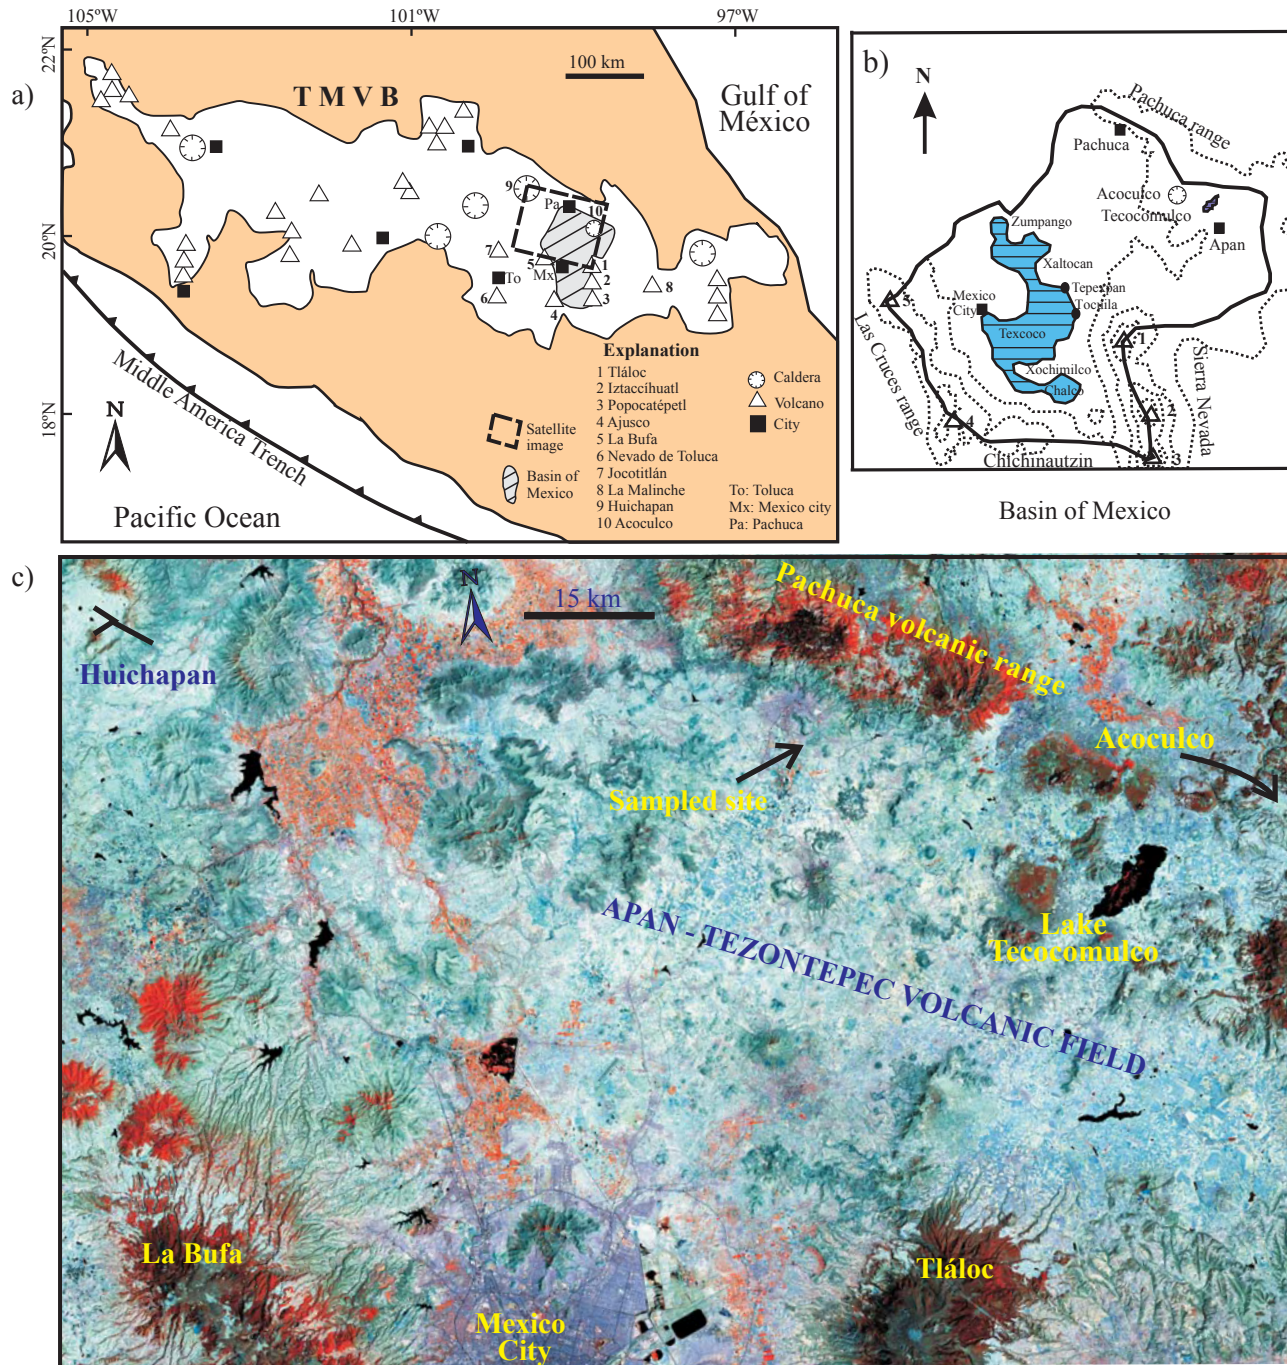 105ºW
101ºW
97ºW
22ºN
20ºN
18ºN
a)
T M V B
100 km
Gulf of
México
9
Pa
10
7
5
Mx
To
6
4
1
2
3
8
Middle America Trench
N
Pacific Ocean
Explanation
1 Tláloc
2 Iztaccíhuatl
3 Popocatépetl
4 Ajusco
5 La Bufa
6 Nevado de Toluca
7 Jocotitlán
8 La Malinche
9 Huichapan
10 Acoculco
Caldera
Volcano
City
Satellite
image
Basin of
Mexico
To: Toluca
Mx: Mexico city
Pa: Pachuca
b)
N
Pachuca range
Pachuca
Acoculco
Tecocomulco
Apan
Zumpango
Xaltocan
Tepexpan
Tocuila
Mexico
City
Texcoco
Xochimilco
Chalco
5
Las Cruces range
4
Chichinautzin
1
2
3
Sierra Nevada
Basin of Mexico
c)
N
15 km
Pachuca volcanic range
Huichapan
Acoculco
Sampled site
Lake
Tecocomulco
APAN - TEZONTEPEC VOLCANIC FIELD
La Bufa
Tláloc
Mexico
City